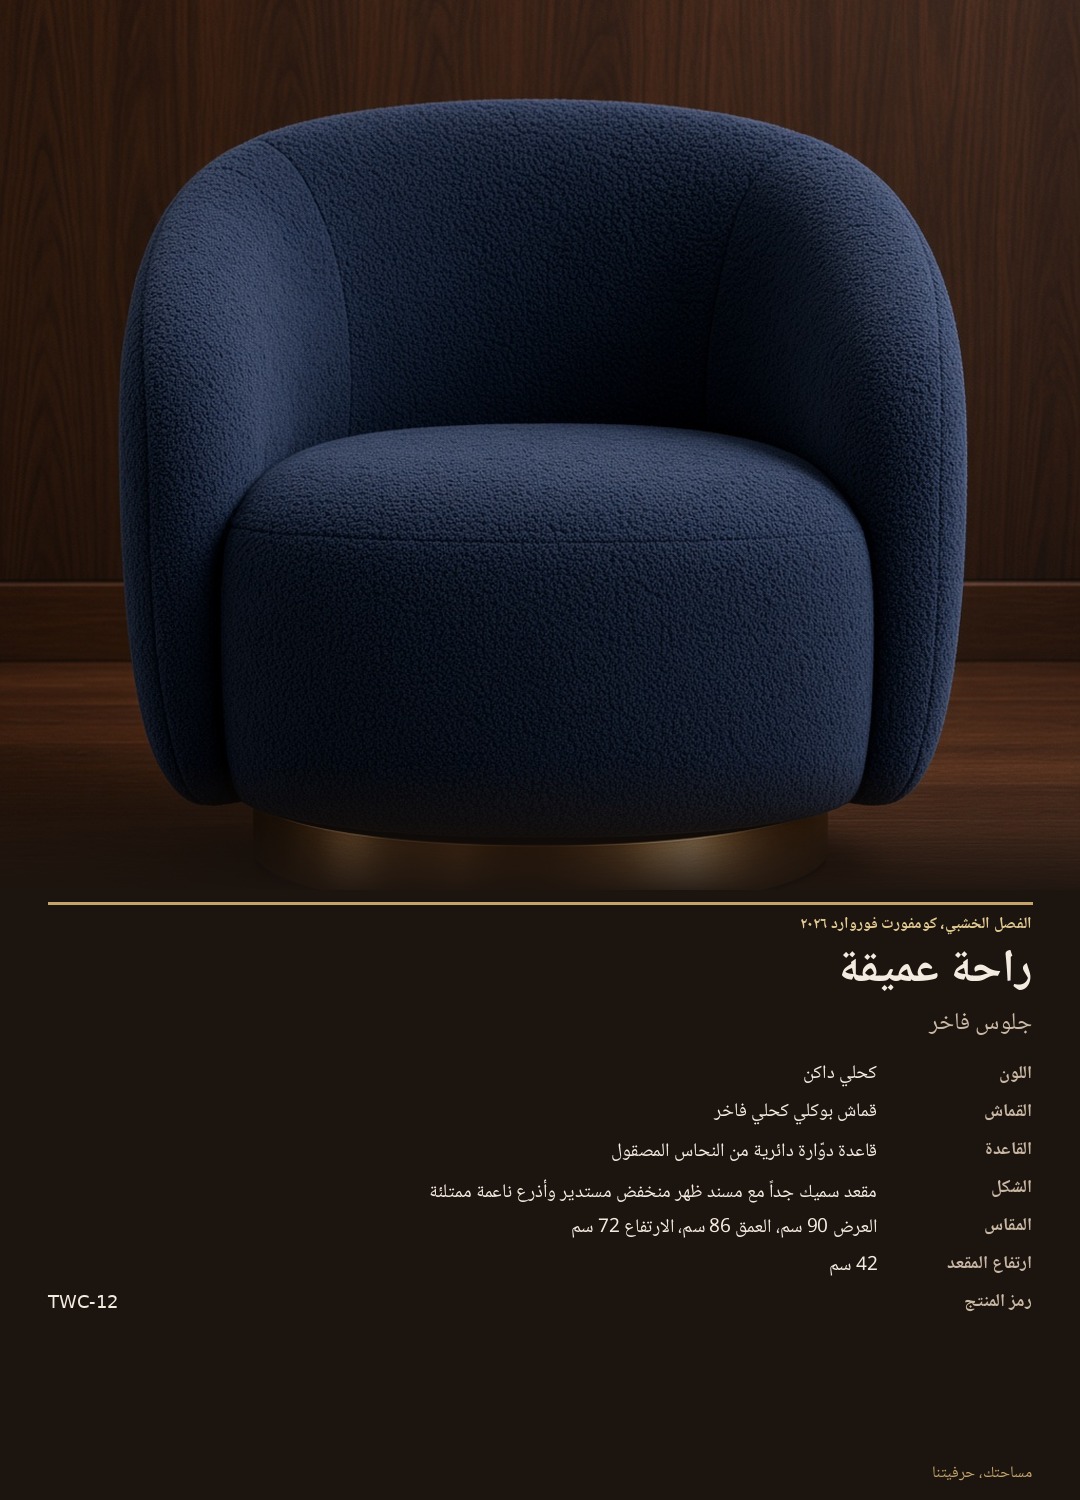 الفصل الخشبي، كومفورت فوروارد ٢٠٢٦
راحة عميقة
جلوس فاخر
اللون كحلي داكن
القماش قماش بوكلي كحلي فاخر
القاعدة قاعدة دوّارة دائرية من النحاس المصقول
الشكل مقعد سميك جداً مع مسند ظهر منخفض مستدير وأذرع ناعمة ممتلئة
المقاس العرض 90 سم، العمق 86 سم، الارتفاع 72 سم
ارتفاع المقعد 42 سم
رمز المنتج TWC-12
مساحتك، حرفيتنا